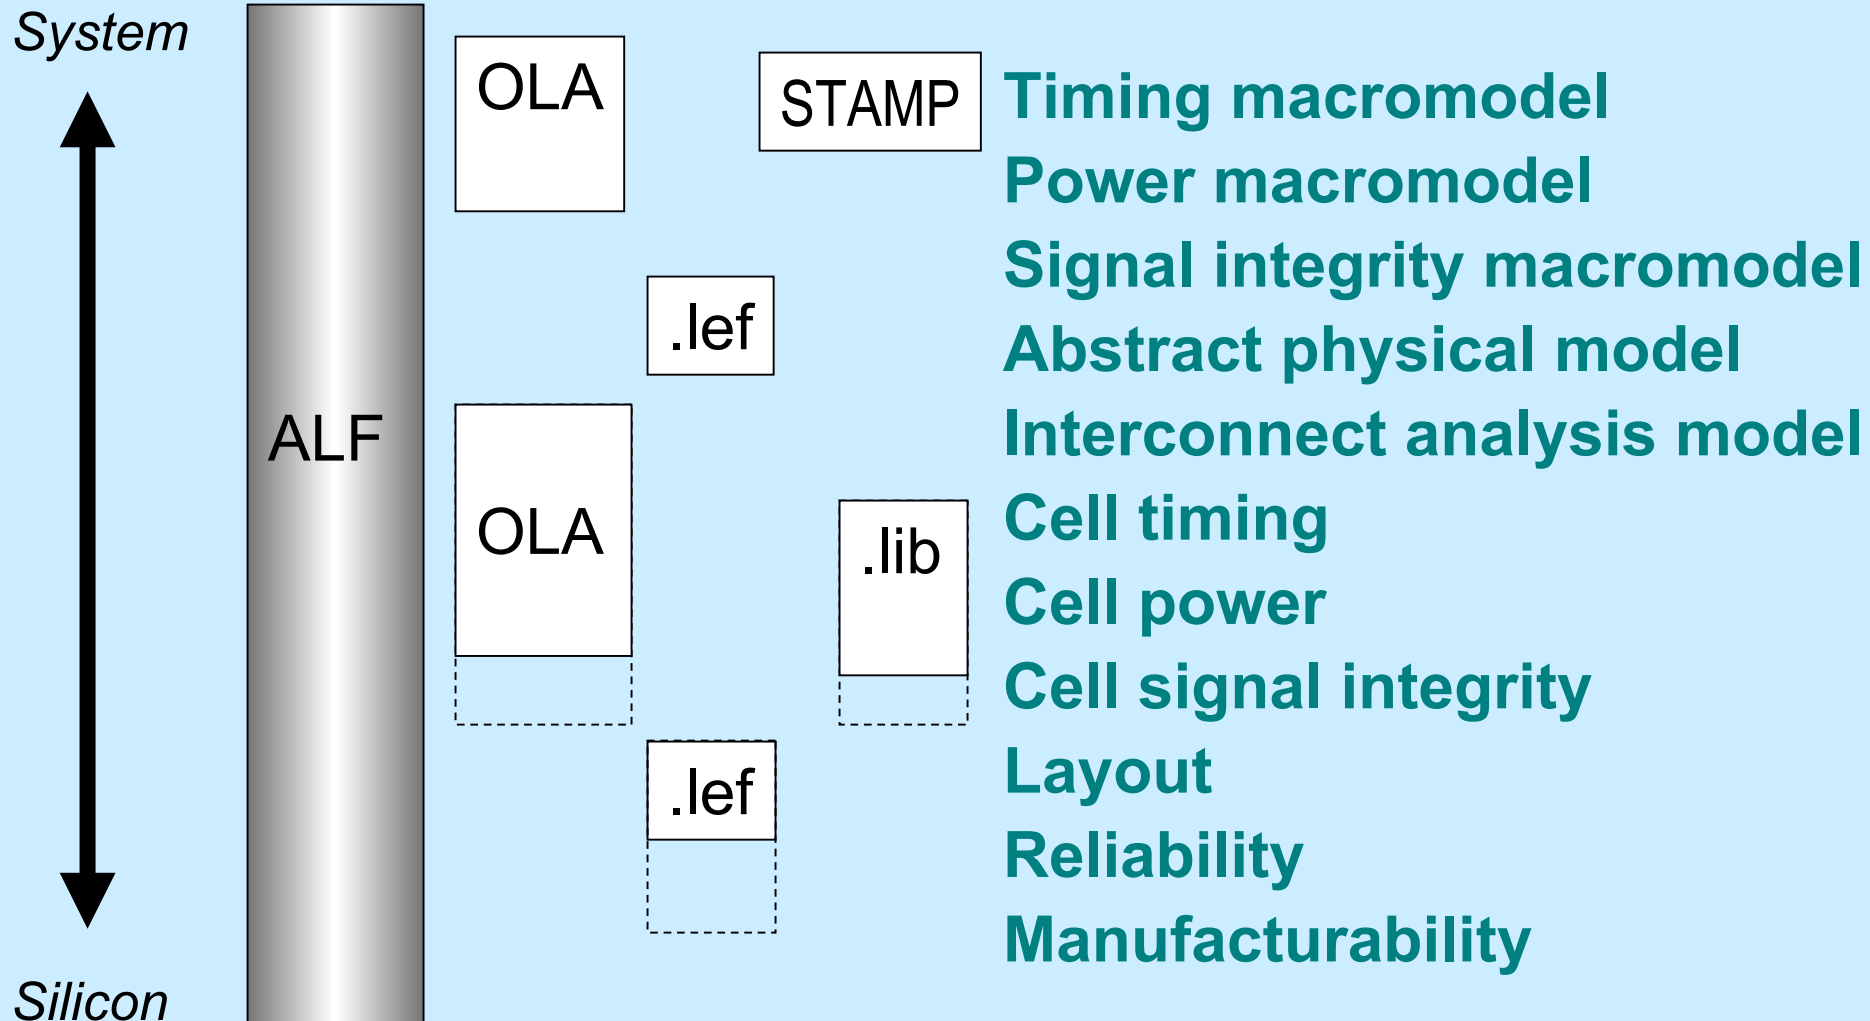 System
OLA
STAMP
Timing macromodel
Power macromodel
Signal integrity macromodel
.lef
Abstract physical model
ALF
Interconnect analysis model
OLA
.lib
Cell timing
Cell power
Cell signal integrity
.lef
Layout
Reliability
Manufacturability
Silicon